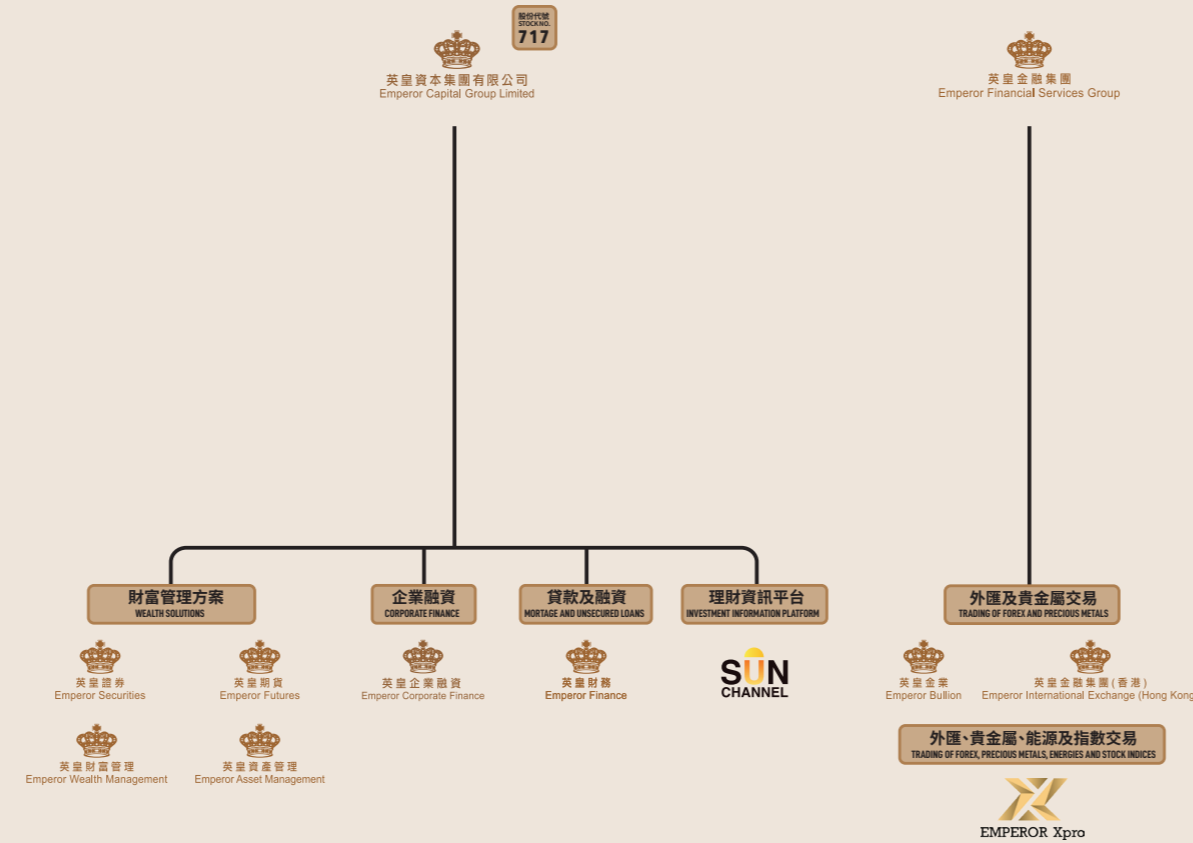 股份代號
STOCK NO.
717
英皇資本集團有限公司
Emperor Capital Group Limited
英皇金融集團
Emperor Financial Services Group
財富管理方案
WEALTH SOLUTIONS
英皇證券
Emperor Securities
英皇期貨
Emperor Futures
英皇財富管理
Emperor Wealth Management
英皇資產管理
Emperor Asset Management
企業融資
CORPORATE FINANCE
英皇企業融資
Emperor Corporate Finance
貸款及融資
MORTAGE AND UNSECURED LOANS
英皇財務
Emperor Finance
理財資訊平台
INVESTMENT INFORMATION PLATFORM
SUN
CHANNEL
外匯及貴金屬交易
TRADING OF FOREX AND PRECIOUS METALS
英皇金業
Emperor Bullion
英皇金融集團(香港)
Emperor International Exchange (Hong Kong
外匯、貴金屬、能源及指數交易
TRADING OF FOREX, PRECIOUS METALS, ENERGIES AND STOCK INDICES
EMPEROR Xpro